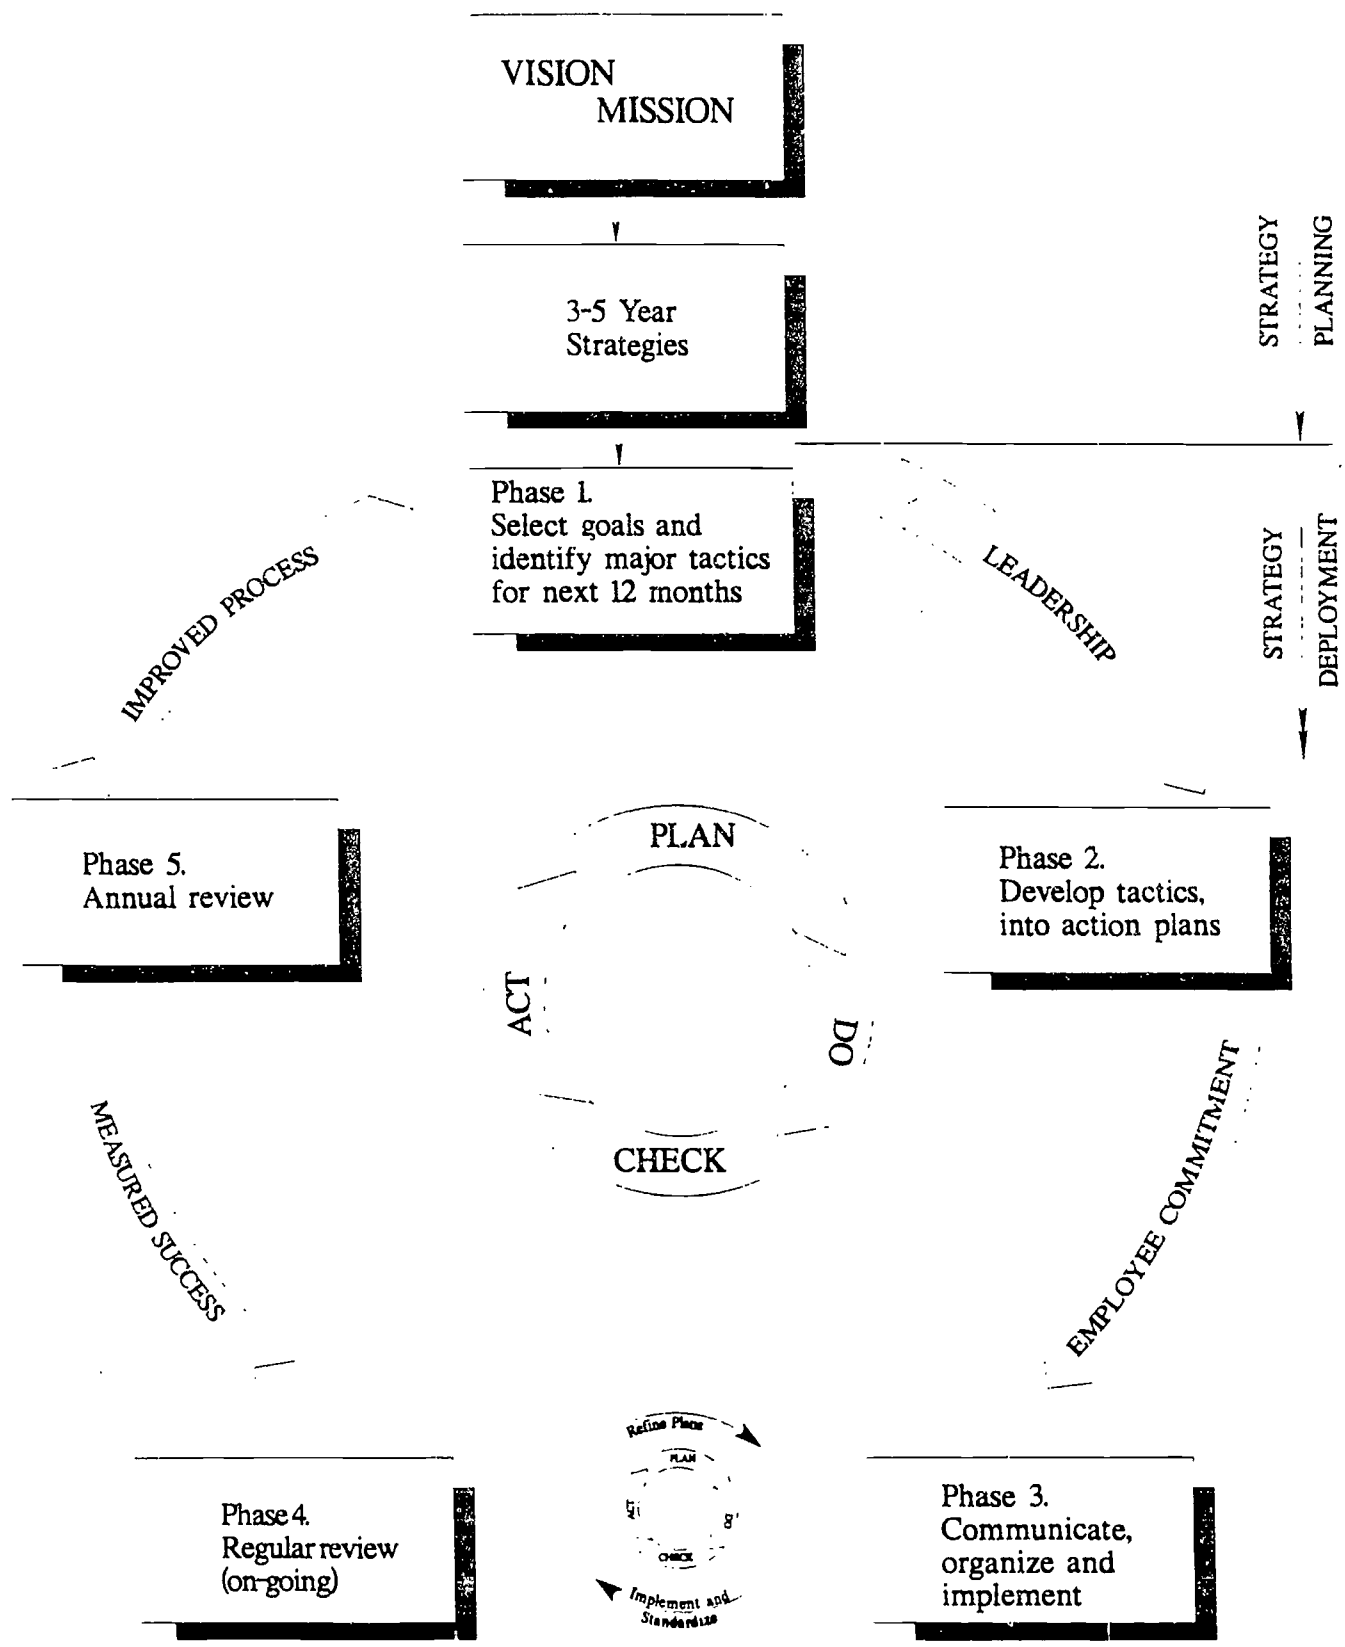 VISION
MISSION
3-5 Year
Strategies
STRATEGY
PLANNING
Phase 1.
Select goals and
identify major tactics
for next 12 months
LEADERSHIP
STRATEGY
DEPLOYMENT
IMPROVED PROCESS
Phase 5.
Annual review
PLAN
DO
CHECK
ACT
Phase 2.
Develop tactics,
into action plans
MEASURED SUCCESS
EMPLOYEE COMMITMENT
Phase 4.
Regular review
(on-going)
Refine Plans
PLAN
CHECK
Implement and
Standardize
Phase 3.
Communicate,
organize and
implement